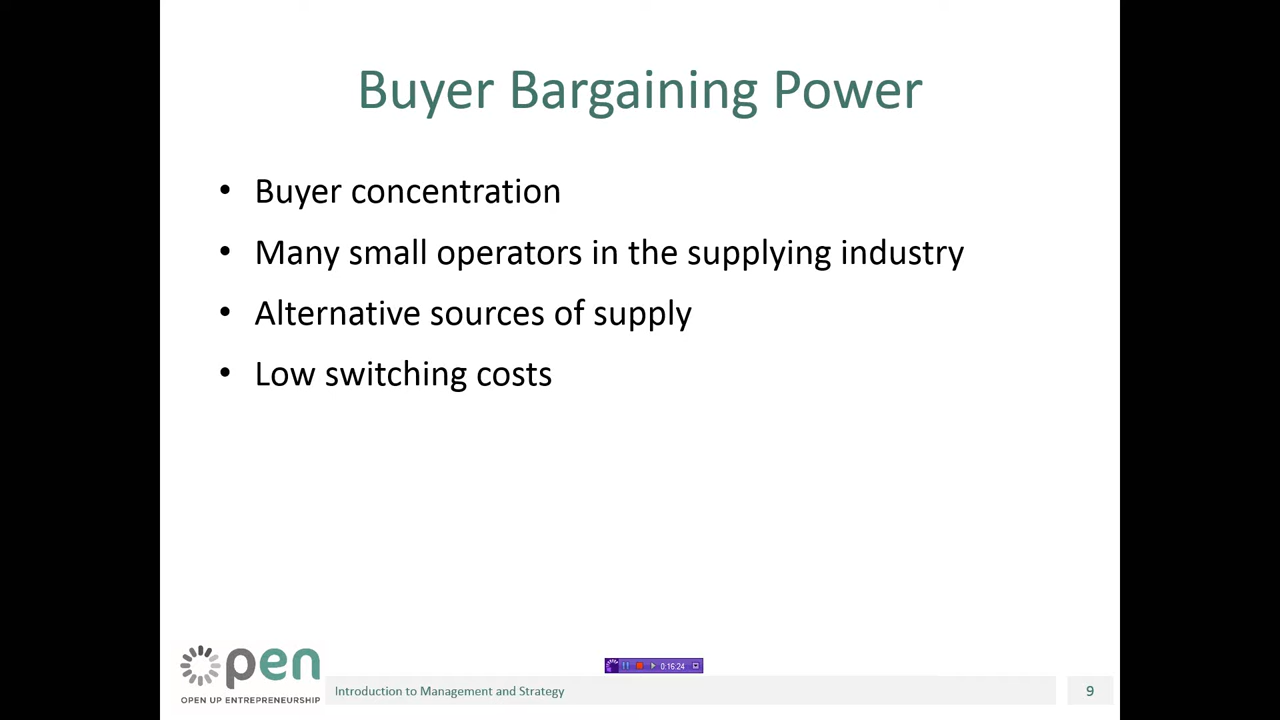 Buyer Bargaining Power
• Buyer concentration
• Many small operators in the supplying industry
• Alternative sources of supply
• Low switching costs
open
OPEN UP ENTREPRENEURSHIP
0:16:24
Introduction to Management and Strategy
9